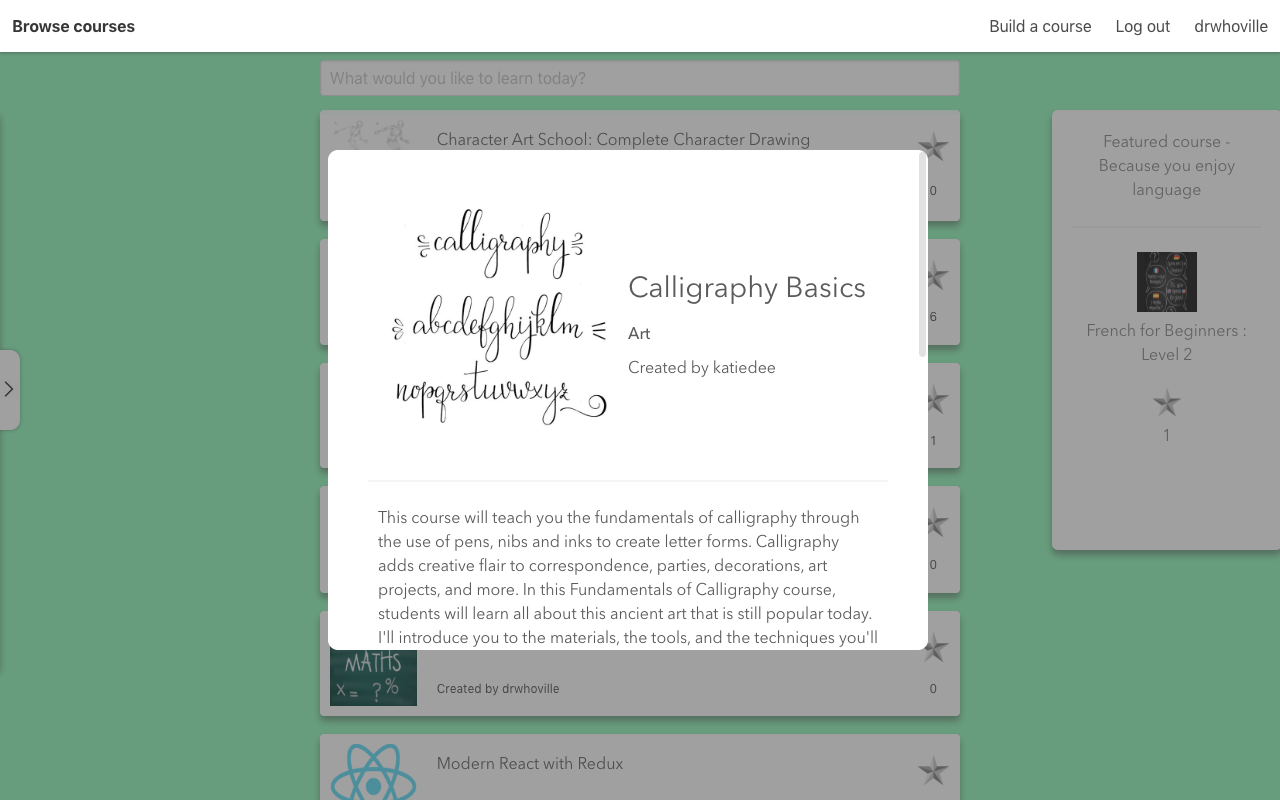 Browse courses
Build a course
Log out
drwhoville
What would you like to learn today?
Character Art School: Complete Character Drawing
0
6
1
0
calligraphy
abcdefghijklm
nopqrstuvwxyz
Calligraphy Basics
Art
Created by katiedee
This course will teach you the fundamentals of calligraphy through
the use of pens, nibs and inks to create letter forms. Calligraphy
adds creative flair to correspondence, parties, decorations, art
projects, and more. In this Fundamentals of Calligraphy course,
students will learn all about this ancient art that is still popular today.
I'll introduce you to the materials, the tools, and the techniques you'll
MATHS
x = ? %
Created by drwhoville
0
Modern React with Redux
Featured course -
Because you enjoy
language
French for Beginners :
Level 2
1